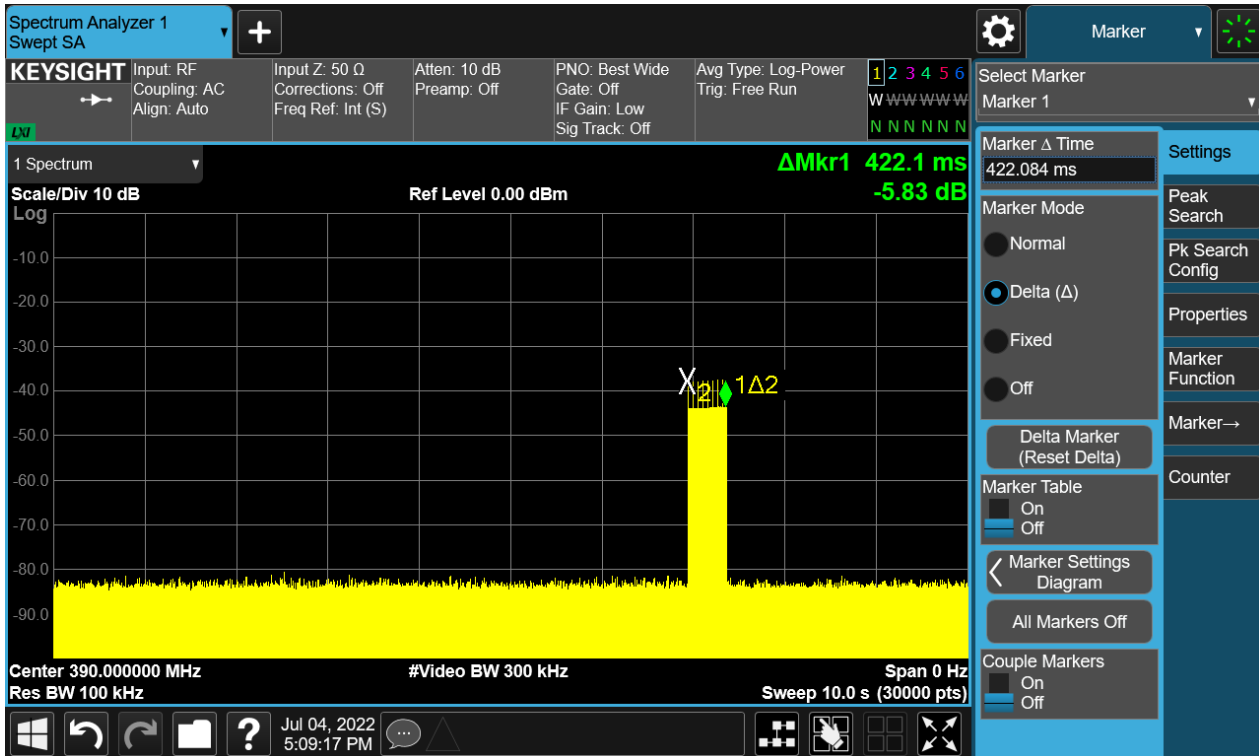 Spectrum Analyzer 1
Swept SA
+
Marker
KEYSIGHT
LXI
Input: RF
Coupling: AC
Align: Auto
Input Z: 50 Ω
Corrections: Off
Freq Ref: Int (S)
Atten: 10 dB
Preamp: Off
PNO: Best Wide
Gate: Off
IF Gain: Low
Sig Track: Off
Avg Type: Log-Power
Trig: Free Run
1 2 3 4 5 6
W W W W W W
N N N N N N
Select Marker
Marker 1
1 Spectrum
ΔMkr1 422.1 ms
-5.83 dB
Scale/Div 10 dB
Ref Level 0.00 dBm
Log
-10.0
-20.0
-30.0
-40.0
-50.0
-60.0
-70.0
-80.0
-90.0
X
2
1Δ2
Center 390.000000 MHz
#Video BW 300 kHz
Span 0 Hz
Res BW 100 kHz
Sweep 10.0 s (30000 pts)
Marker Δ Time
422.084 ms
Marker Mode
Normal
Delta (Δ)
Fixed
Off
Delta Marker
(Reset Delta)
Marker Table
On
Off
Marker Settings
Diagram
All Markers Off
Couple Markers
On
Off
Settings
Peak
Search
Pk Search
Config
Properties
Marker
Function
Marker→
Counter
?
Jul 04, 2022
5:09:17 PM